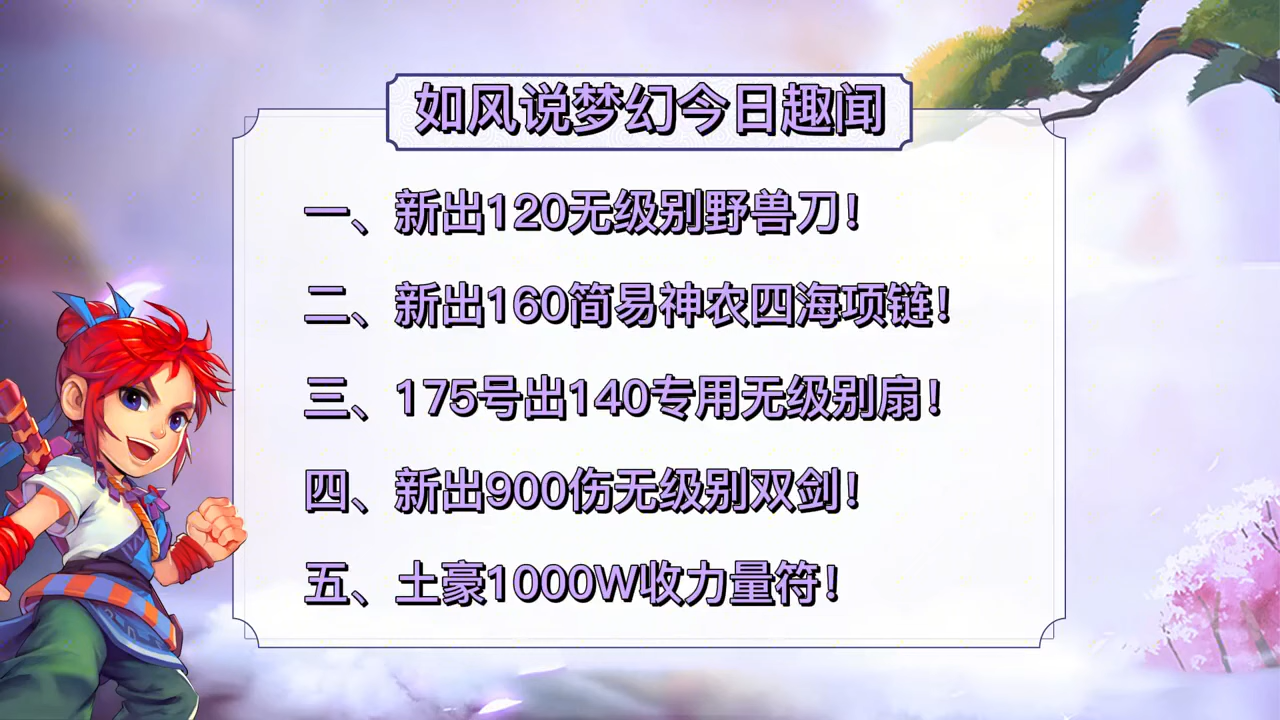 如风说梦幻今日趣闻
一、新出120无级别野兽刀！
二、新出160简易神农四海项链！
三、175号出140专用无级别扇！
四、新出900伤无级别双剑！
五、土豪1000W收力量符！